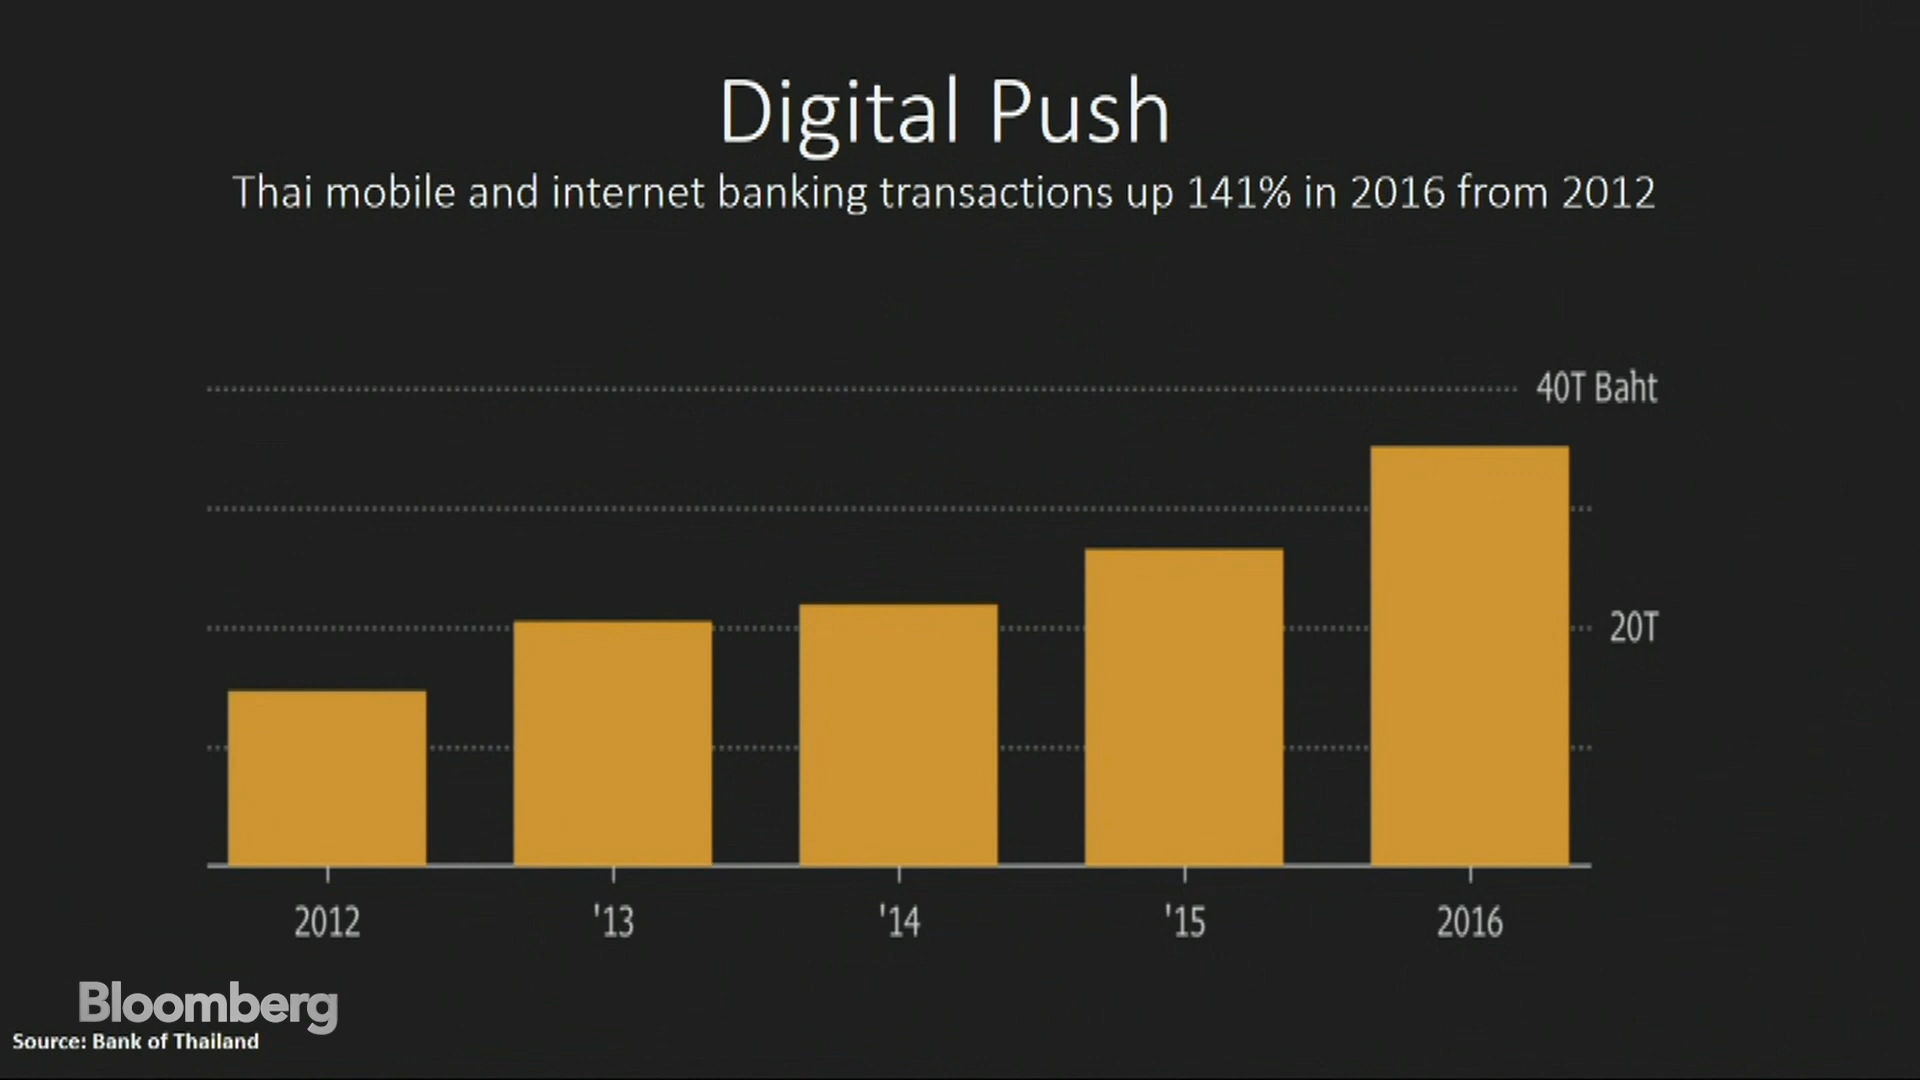 Digital Push
Thai mobile and internet banking transactions up 141% in 2016 from 2012
40T Baht
20T
2012 '13 '14 '15 2016
Bloomberg
Source: Bank of Thailand